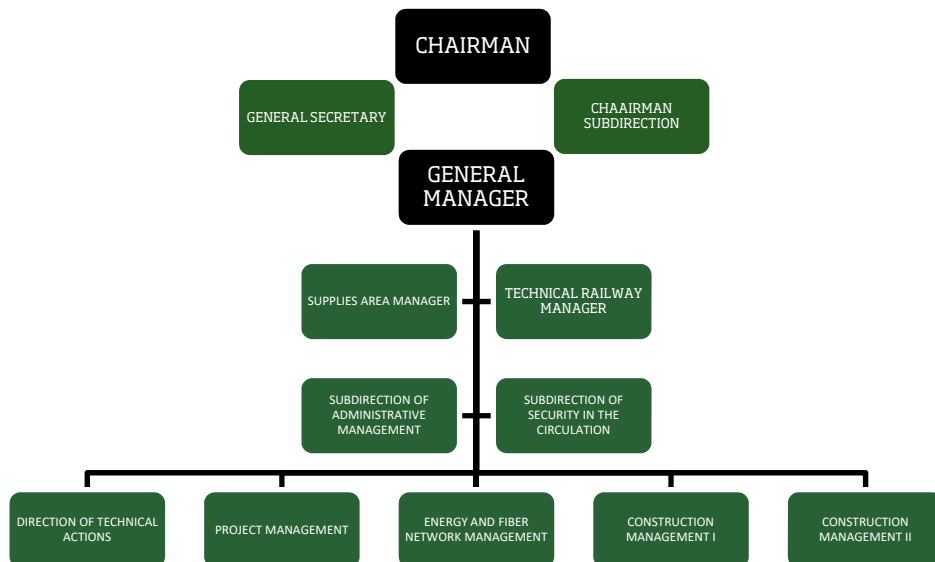 CHAIRMAN
GENERAL SECRETARY
CHAAIRMAN
SUBDIRECTION
GENERAL
MANAGER
SUPPLIES AREA MANAGER
TECHNICAL RAILWAY
MANAGER
SUBDIRECTION OF
ADMINISTRATIVE
MANAGEMENT
SUBDIRECTION OF
SECURITY IN THE
CIRCULATION
DIRECTION OF TECHNICAL
ACTIONS
PROJECT MANAGEMENT
ENERGY AND FIBER
NETWORK MANAGEMENT
CONSTRUCTION
MANAGEMENT I
CONSTRUCTION
MANAGEMENT II